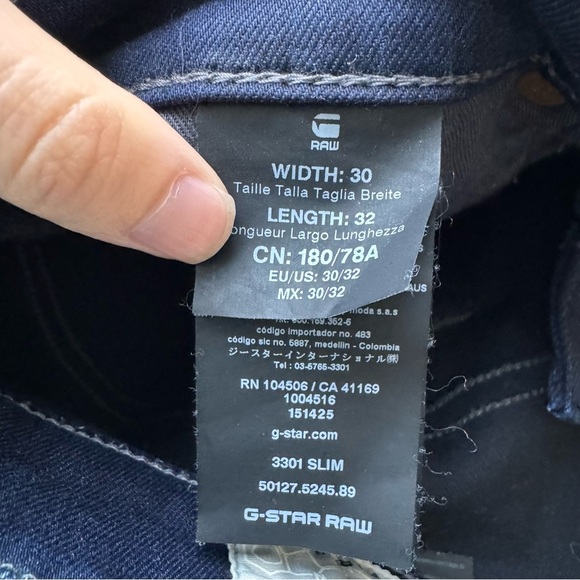 RAW
WIDTH: 30
Taille Talla Taglia Breite
LENGTH: 32
ongueur Largo Lunghezza
CN: 180/78A
EU/US: 30/32
MX: 30/32
AUS
moda s.a.s
código importador no. 483
código sic no. 5887, medellin - Colombia
ジースターインターナショナル㈱
Tel : 03-5765-3301
RN 104506 / CA 41169
1004516
151425
g-star.com
3301 SLIM
50127.5245.89
G-STAR RAW